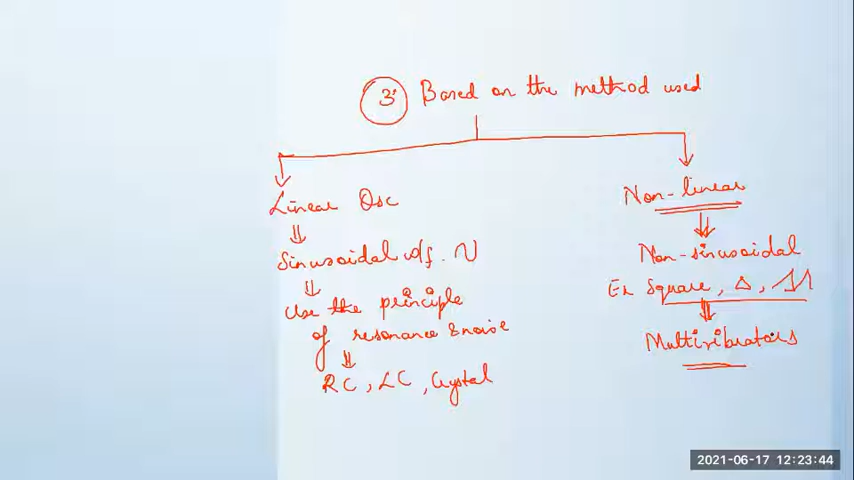 3 Based on the method used
Linear Osc
Sinusoidal w/f.
Use the principle
of resonance & noise
RC, LC, Crystal
Non-linear
Non-sinusoidal
Ex Square, Δ,
Multivibrators
2021-06-17 12:23:44